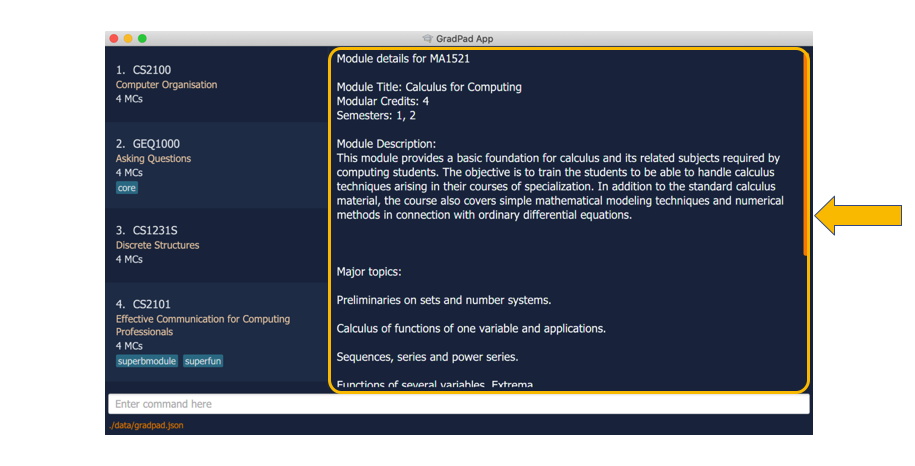 GradPad App
1. CS2100
Computer Organisation
4 MCs
2. GEQ1000
Asking Questions
4 MCs
core
3. CS1231S
Discrete Structures
4 MCs
4. CS2101
Effective Communication for Computing
Professionals
4 MCs
superbmodule superfun
Module details for MA1521
Module Title: Calculus for Computing
Modular Credits: 4
Semesters: 1, 2
Module Description:
This module provides a basic foundation for calculus and its related subjects required by
computing students. The objective is to train the students to be able to handle calculus
techniques arising in their courses of specialization. In addition to the standard calculus
material, the course also covers simple mathematical modeling techniques and numerical
methods in connection with ordinary differential equations.
Major topics:
Preliminaries on sets and number systems.
Calculus of functions of one variable and applications.
Sequences, series and power series.
Functions of several variables. Extrema.
Enter command here
./data/gradpad.json